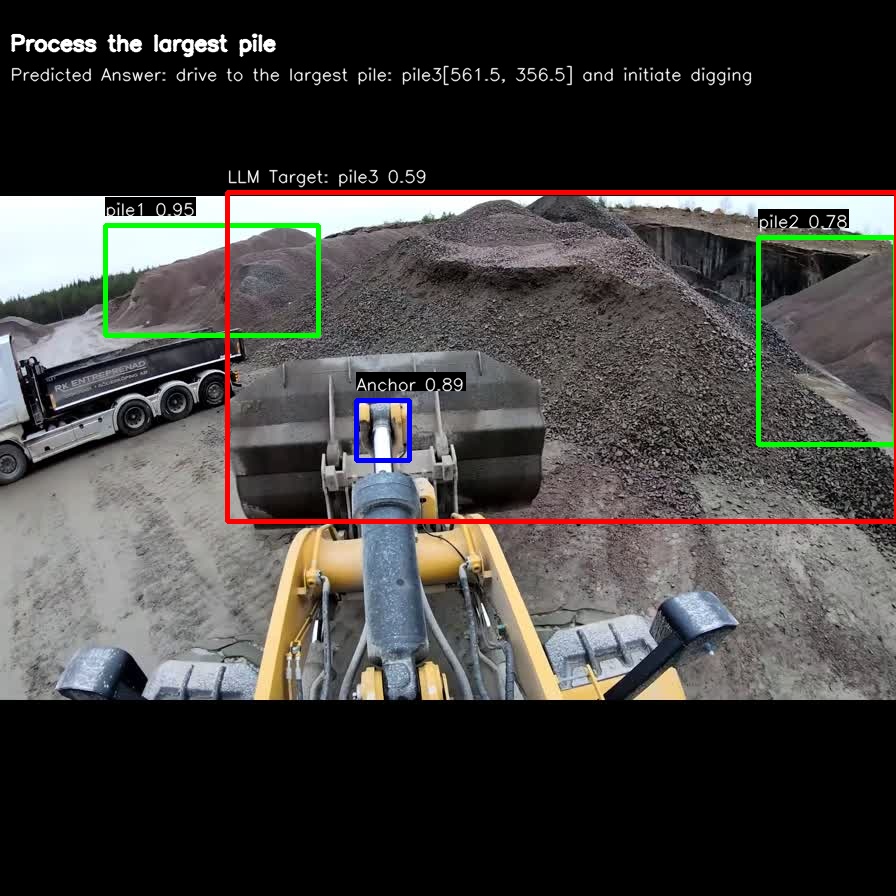 Process the largest pile
Predicted Answer: drive to the largest pile: pile3[561.5, 356.5] and initiate digging
LLM Target: pile3 0.59
pile1 0.95
pile2 0.78
Anchor 0.89
RK ENTREPRENAD